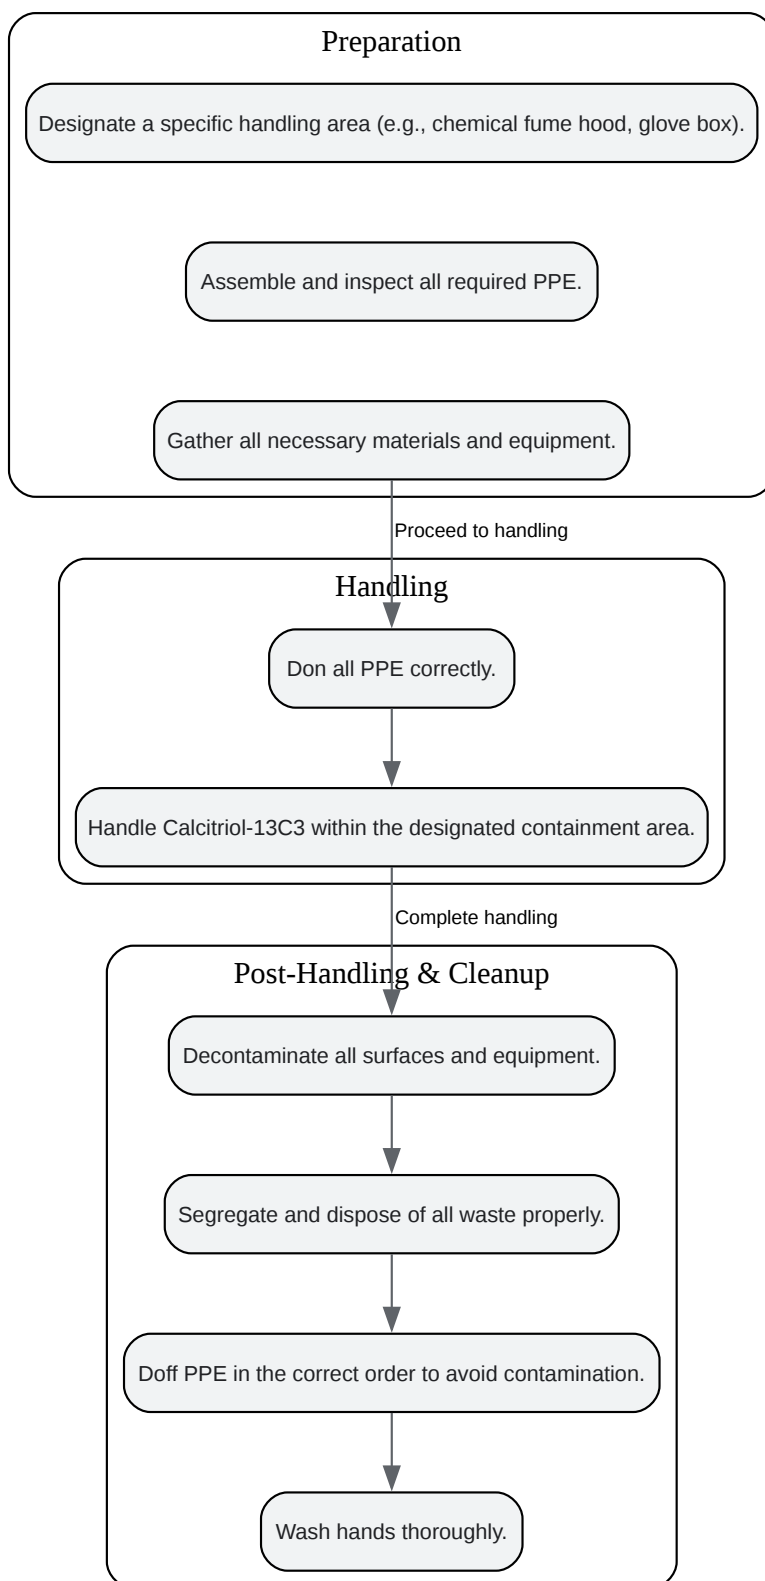 Preparation
Designate a specific handling area (e.g., chemical fume hood, glove box).
Assemble and inspect all required PPE.
Gather all necessary materials and equipment.
Proceed to handling
Handling
Don all PPE correctly.
Handle Calcitriol-13C3 within the designated containment area.
Complete handling
Post-Handling & Cleanup
Decontaminate all surfaces and equipment.
Segregate and dispose of all waste properly.
Doff PPE in the correct order to avoid contamination.
Wash hands thoroughly.